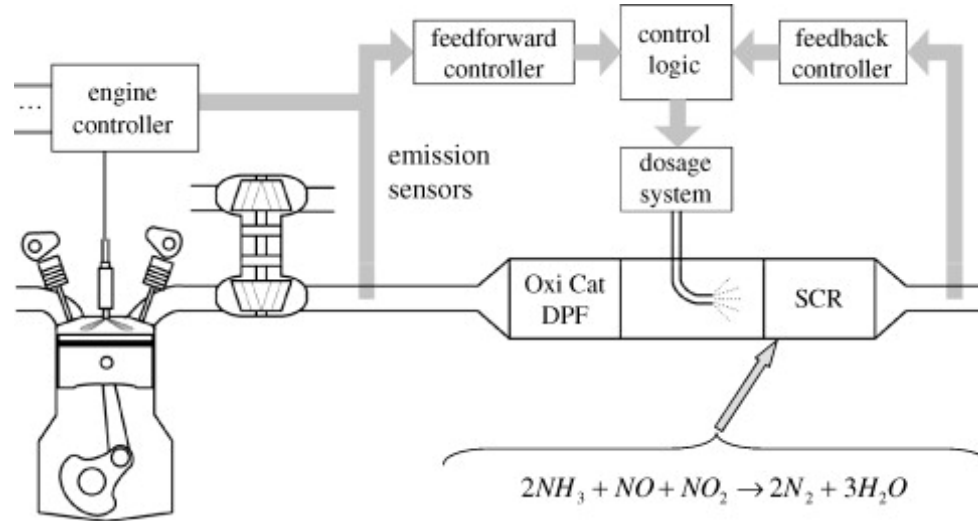 feedforward
controller
control
logic
feedback
controller
...
engine
controller
emission
sensors
dosage
system
Oxi Cat
DPF
SCR
2NH₃ + NO + NO₂ → 2N₂ + 3H₂O